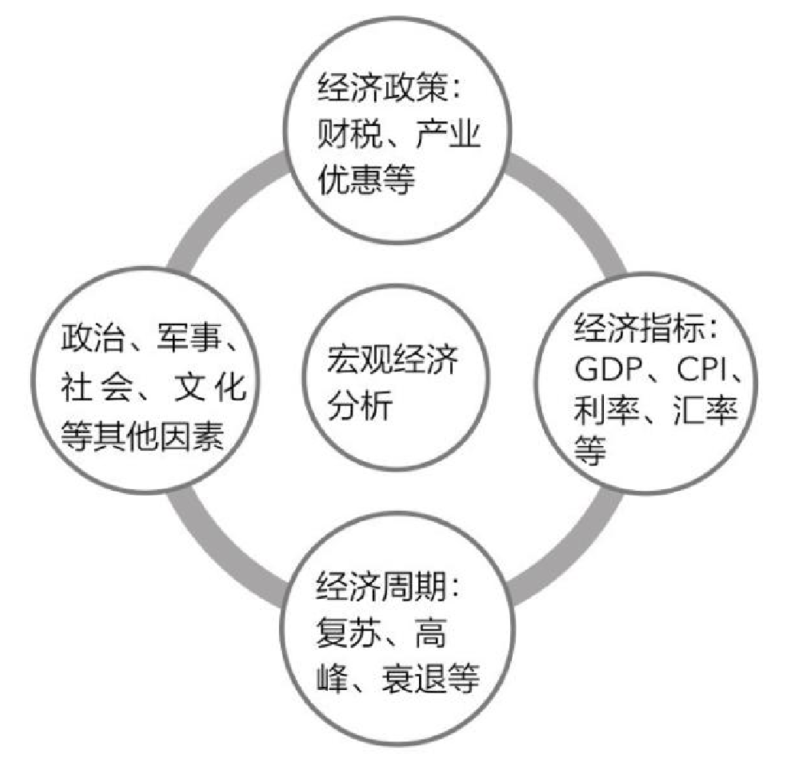 经济政策：
财税、产业
优惠等
政治、军事、
社会、文化
等其他因素
宏观经济
分析
经济指标：
GDP、CPI、
利率、汇率
等
经济周期：
复苏、高
峰、衰退等